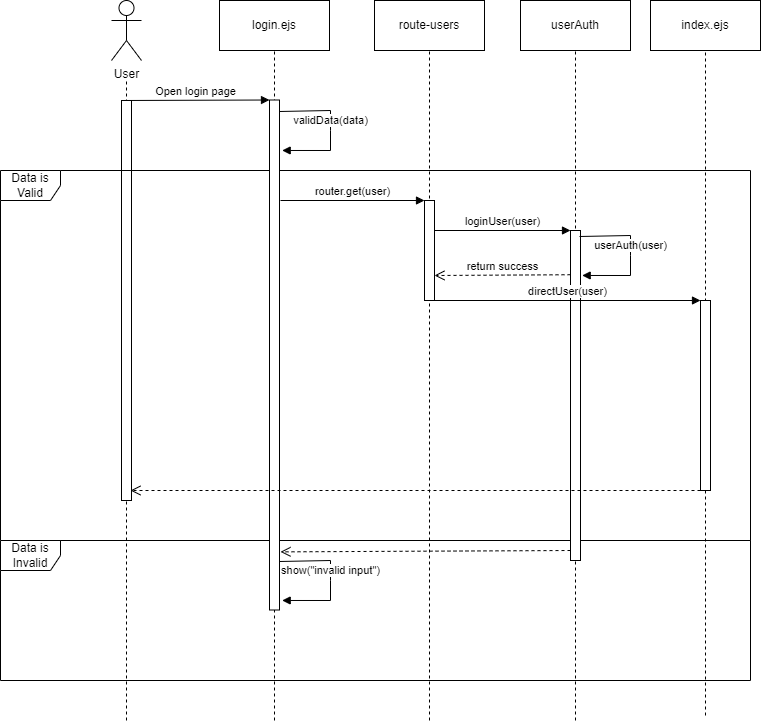 login.ejs
route-users
userAuth
index.ejs
User
Open login page
validData(data)
Data is
Valid
router.get(user)
loginUser(user)
userAuth(user)
return success
directUser(user)
Data is
Invalid
show("invalid input")